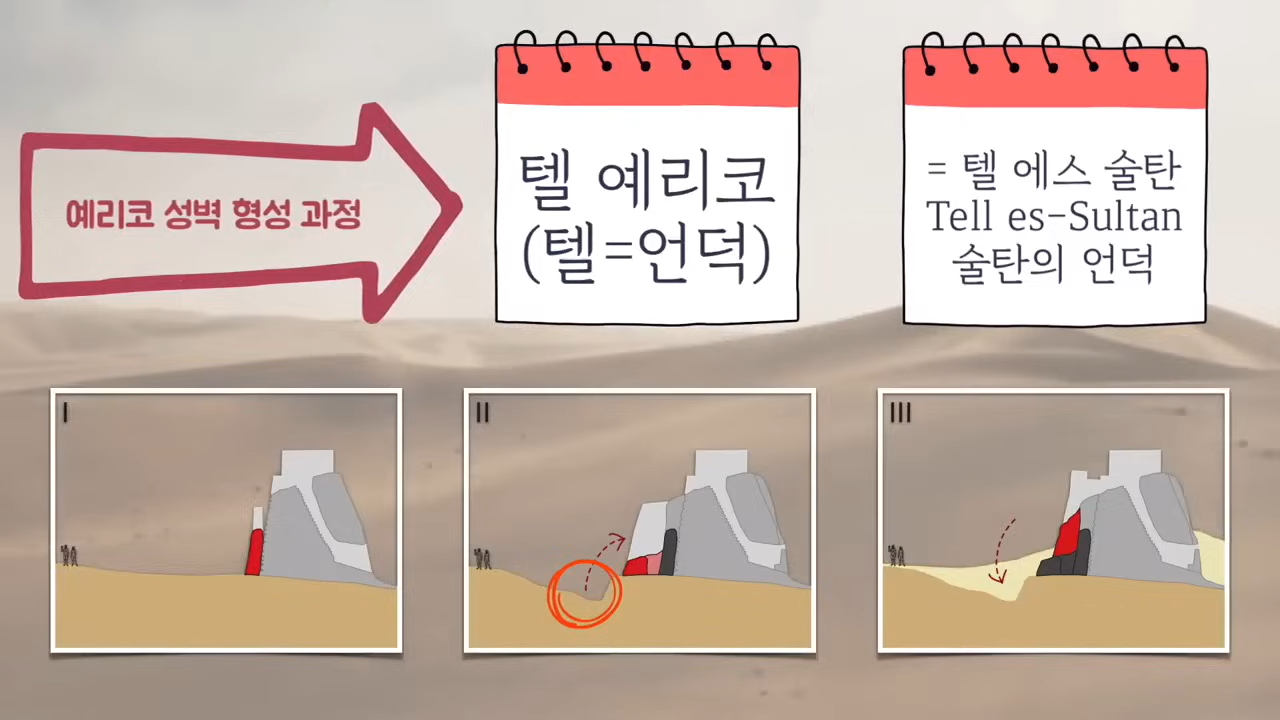 예리코 성벽 형성 과정
텔 예리코
(텔=언덕)
= 텔 에스 술탄
Tell es-Sultan
술탄의 언덕
I
II
III